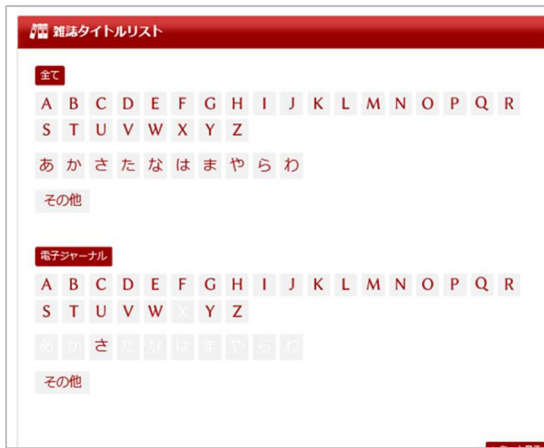 雑誌タイトルリスト
全て
A B C D E F G H I J K L M N O P Q R
S T U V W X Y Z
あ か さ た な は ま や ら わ
その他
電子ジャーナル
A B C D E F G H I J K L M N O P Q R
S T U V W X Y Z
あ か さ た な は ま や ら わ
その他